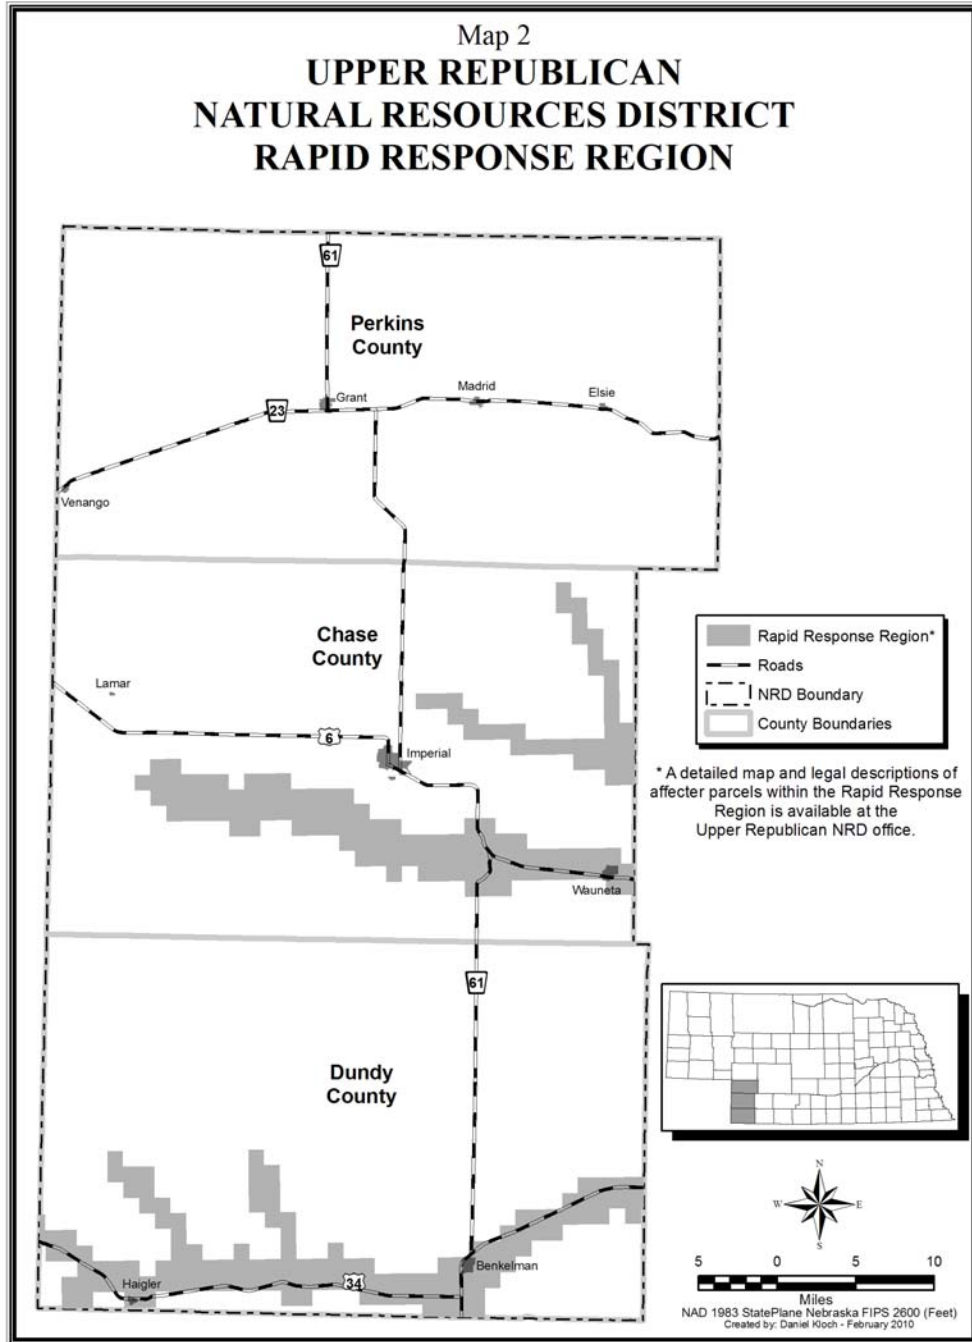 Map 2
UPPER REPUBLICAN
NATURAL RESOURCES DISTRICT
RAPID RESPONSE REGION
61
Perkins
County
Grant
Madrid
Elsie
23
Venango
Chase
County
Lamar
6
Imperial
Wauneta
Rapid Response Region*
Roads
NRD Boundary
County Boundaries
* A detailed map and legal descriptions of
affecter parcels within the Rapid Response
Region is available at the
Upper Republican NRD office.
61
Dundy
County
Benkelman
Haigler
34
N
W
E
S
5 0 5 10
Miles
NAD 1983 StatePlane Nebraska FIPS 2600 (Feet)
Created by: Daniel Kloch - February 2010